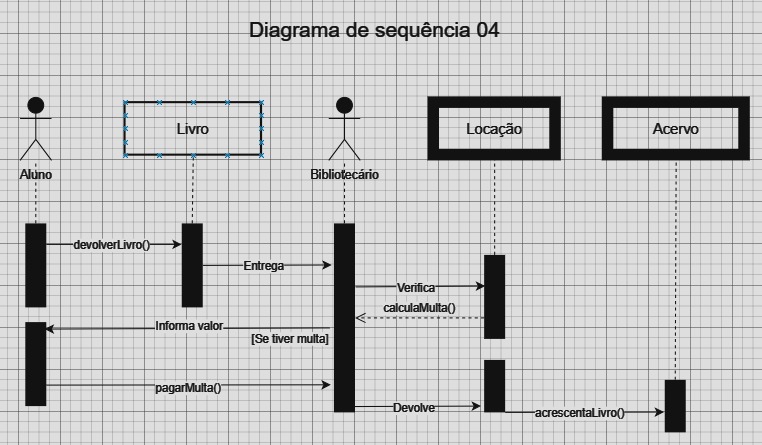 Diagrama de sequência 04
Livro
Locação
Acervo
Aluno
Bibliotecário
devolverLivro()
Entrega
Verifica
calculaMulta()
Informa valor
[Se tiver multa]
pagarMulta()
Devolve
acrescentaLivro()